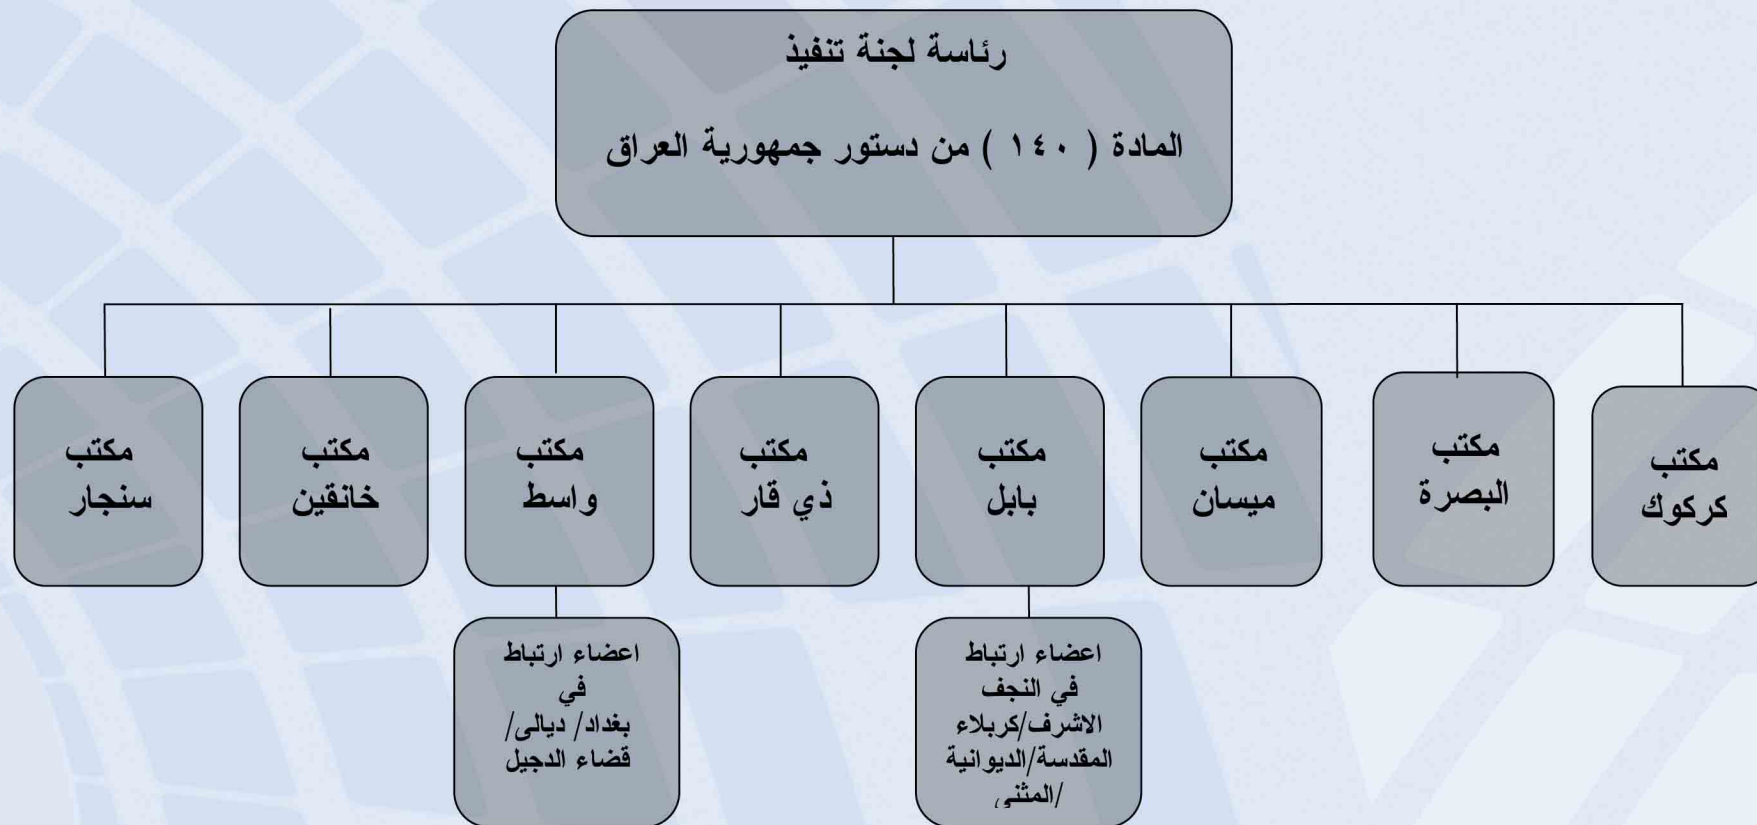 رئاسة لجنة تنفيذ
المادة ( ١٤٠ ) من دستور جمهورية العراق
مكتب
كركوك
مكتب
البصرة
مكتب
ميسان
مكتب
بابل
مكتب
ذي قار
مكتب
واسط
مكتب
خانقين
مكتب
سنجار
اعضاء ارتباط
في النجف
الاشرف/كربلاء
المقدسة/الديوانية
/المثنى
اعضاء ارتباط
في
بغداد/ ديالى/
قضاء الدجيل